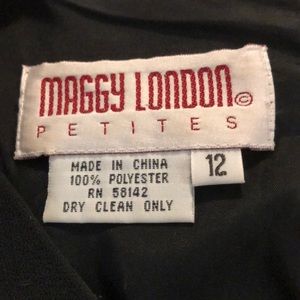 MAGGY LONDON©
PETITES
MADE IN CHINA
100% POLYESTER
RN 58142
DRY CLEAN ONLY
12